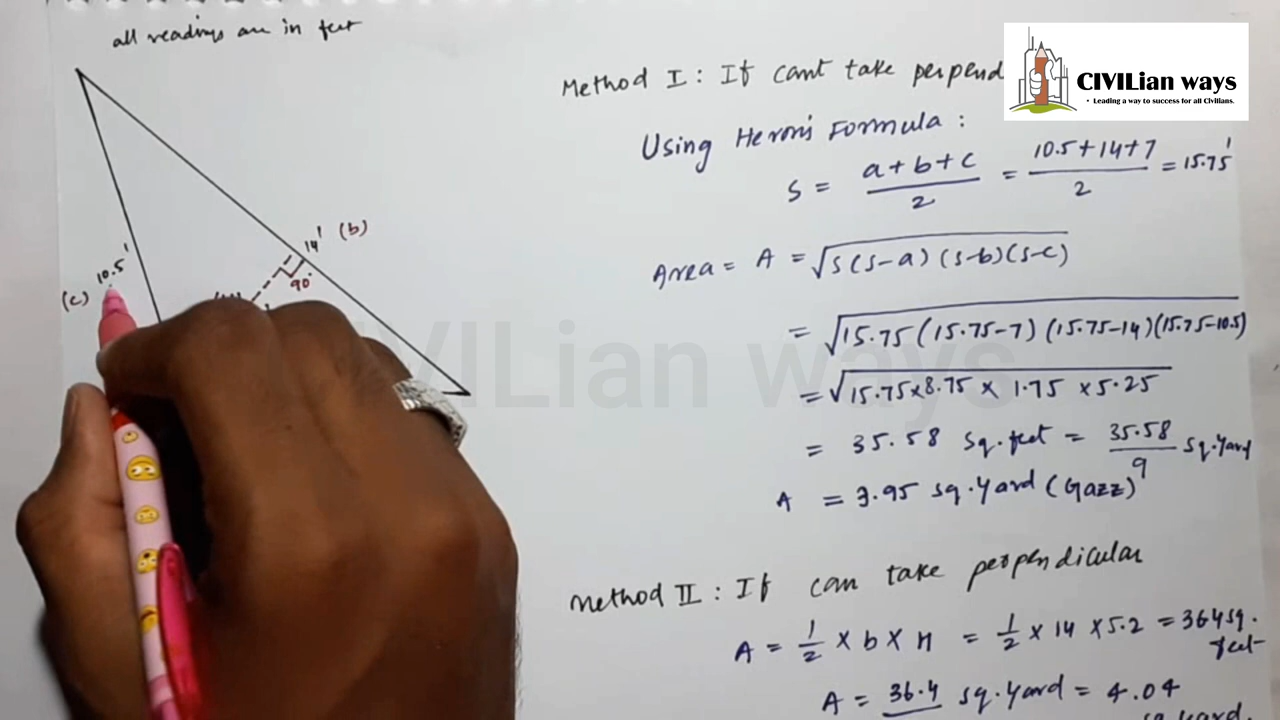 all readings are in feet
CIVILian ways
• Leading a way to success for all Civilians.
Method I : If cant take perpend
Using Heron's Formula :
S = a+b+c / 2 = 10.5+14+7 / 2 = 15.75'
Area = A = √s(s-a)(s-b)(s-c)
= √15.75(15.75-7)(15.75-14)(15.75-10.5)
= √15.75×8.75 × 1.75 × 5.25
= 35.58 sq.feet = 35.58 / 9 sq.yard
A = 3.95 sq.yard (Gazz)
14' (b)
90°
(c) 10.5'
CIVILian ways
Method II : If can take perpendicular
A = 1/2 × b × H = 1/2 × 14 × 5.2 = 364 sq. feet
A = 36.4 sq.yard = 4.04
sq.yard.